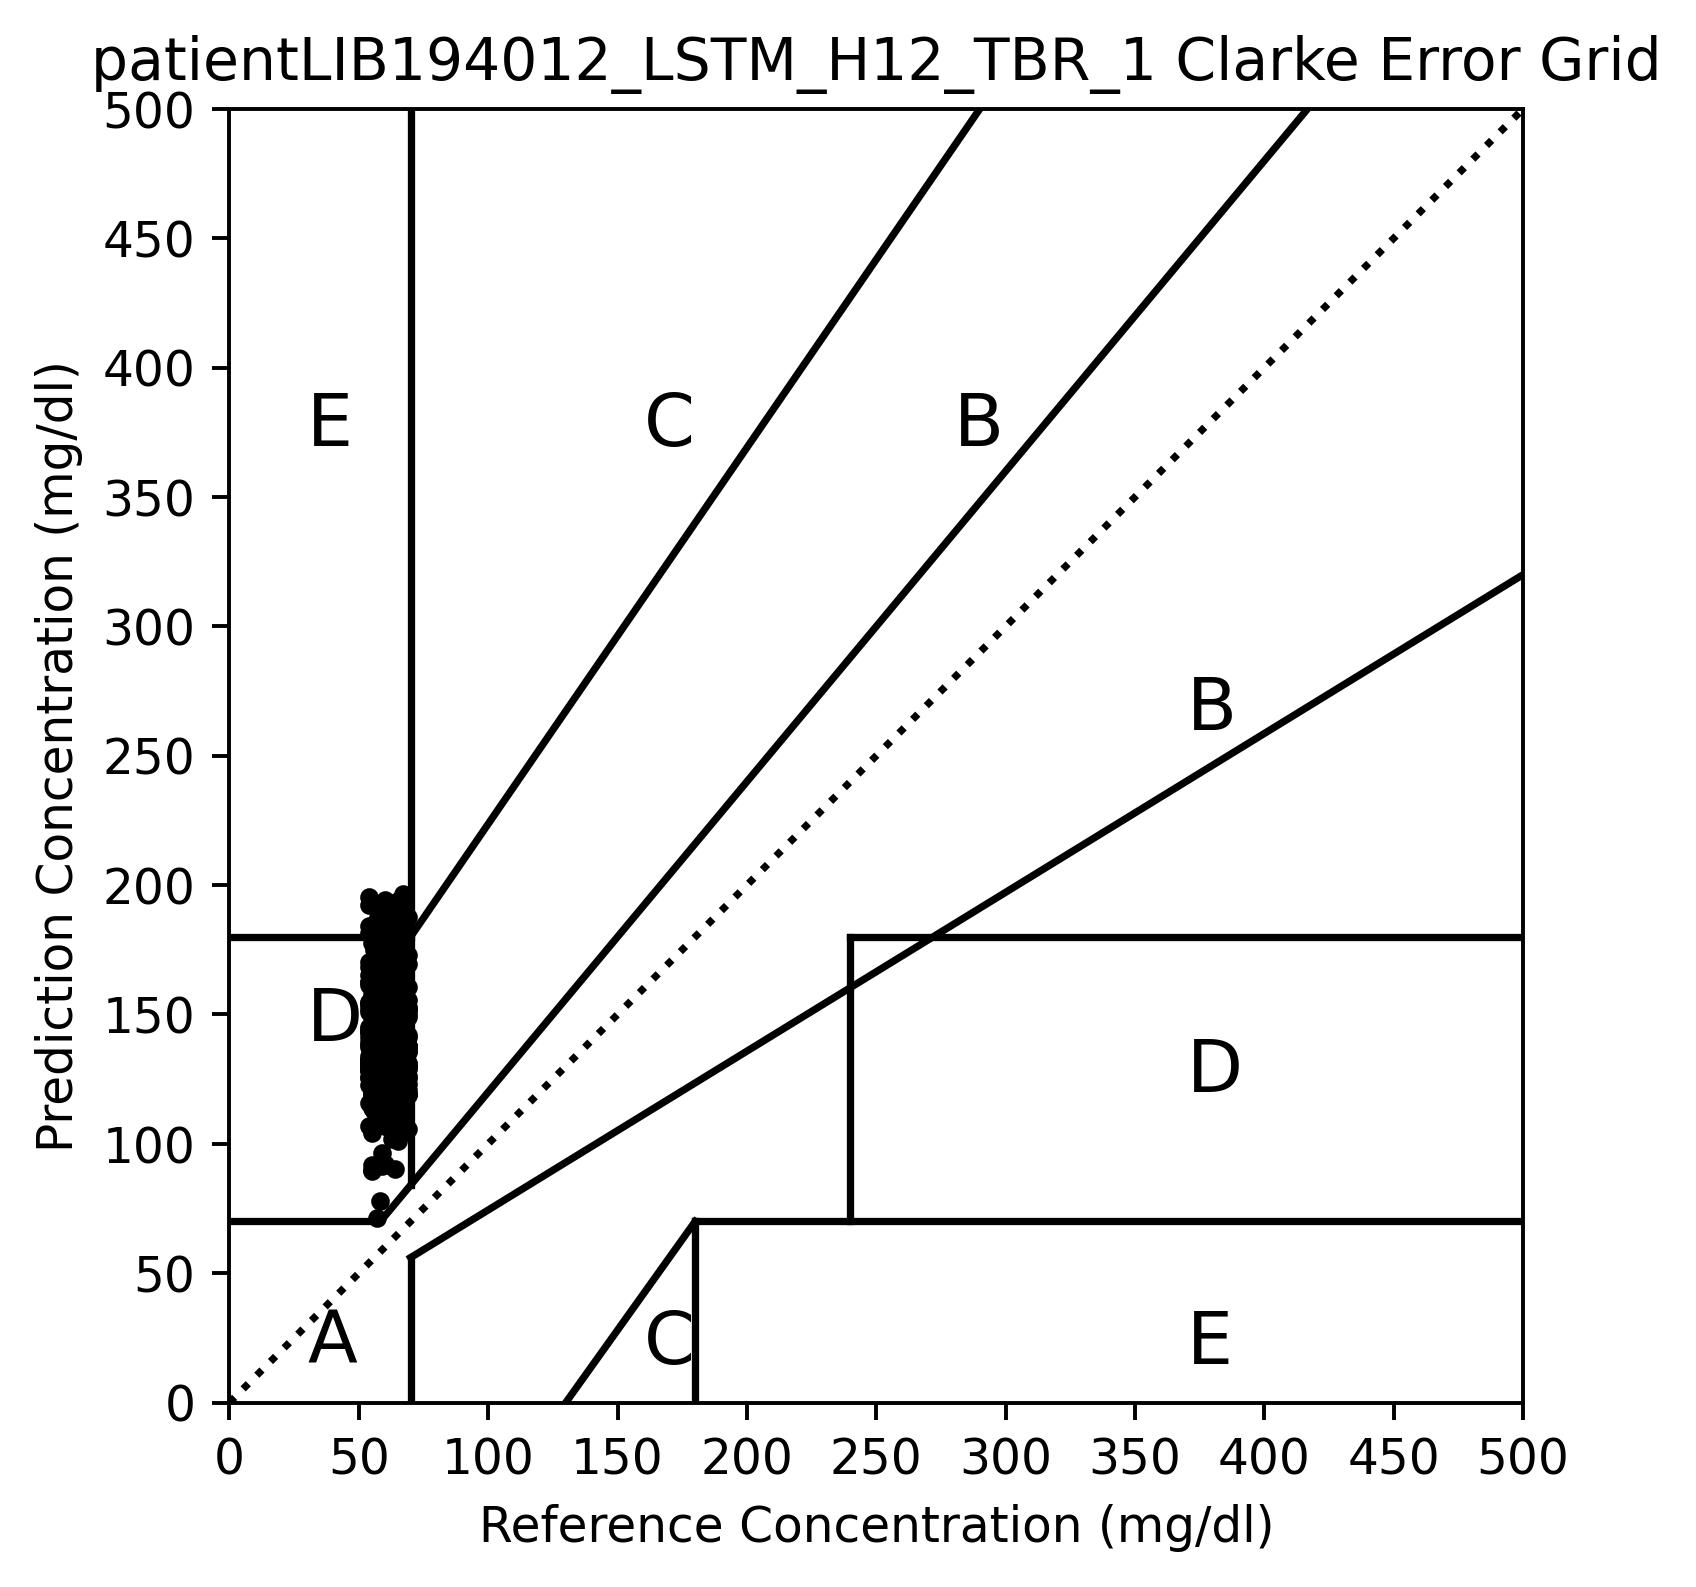 patientLIB194012_LSTM_H12_TBR_1 Clarke Error Grid
500
450
400
350
300
250
200
150
100
50
0
Prediction Concentration (mg/dl)
E C B
B
D
D
A C E
0 50 100 150 200 250 300 350 400 450 500
Reference Concentration (mg/dl)